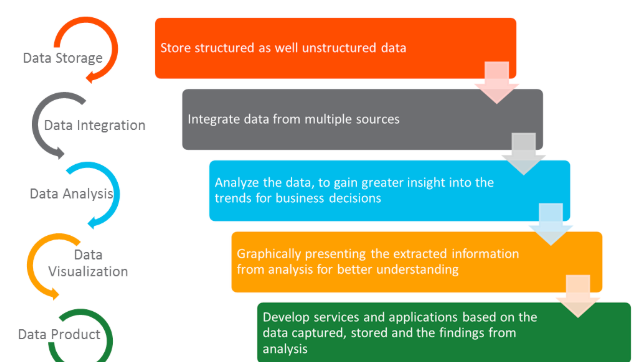 Data Storage
Store structured as well unstructured data
Data Integration
Integrate data from multiple sources
Data Analysis
Analyze the data, to gain greater insight into the
trends for business decisions
Data
Visualization
Graphically presenting the extracted information
from analysis for better understanding
Data Product
Develop services and applications based on the
data captured, stored and the findings from
analysis